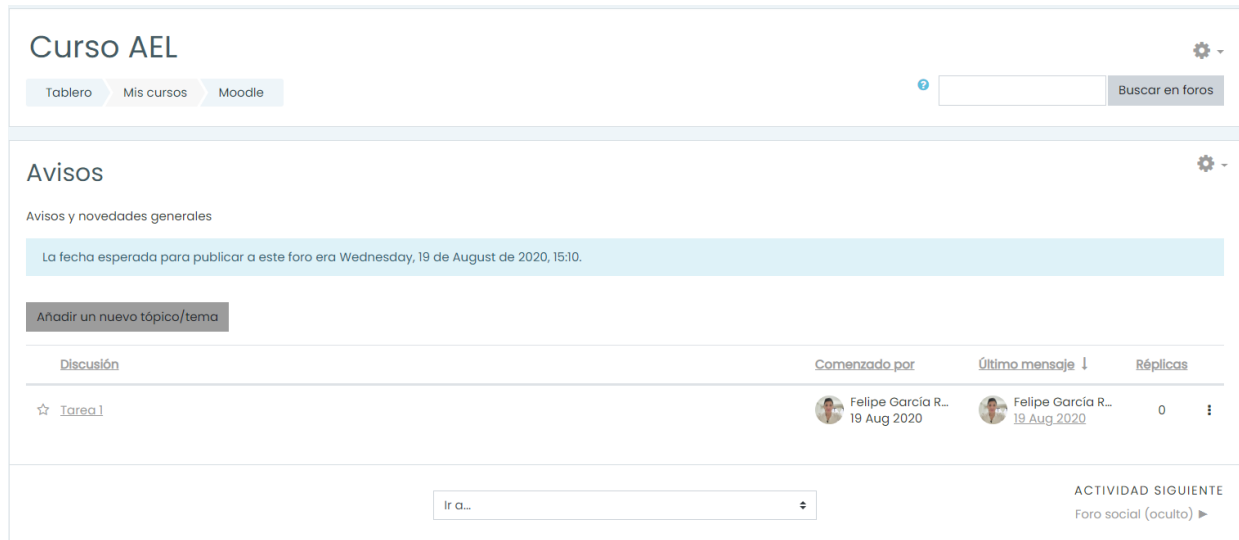 Curso AEL
Tablero Mis cursos Moodle
? Buscar en foros
Avisos
Avisos y novedades generales
La fecha esperada para publicar a este foro era Wednesday, 19 de August de 2020, 15:10.
Añadir un nuevo tópico/tema
Discusión Comenzado por Último mensaje ↓ Réplicas
Tarea 1 Felipe García R... Felipe García R... 0
19 Aug 2020 19 Aug 2020
Ir a...
ACTIVIDAD SIGUIENTE
Foro social (oculto) ►